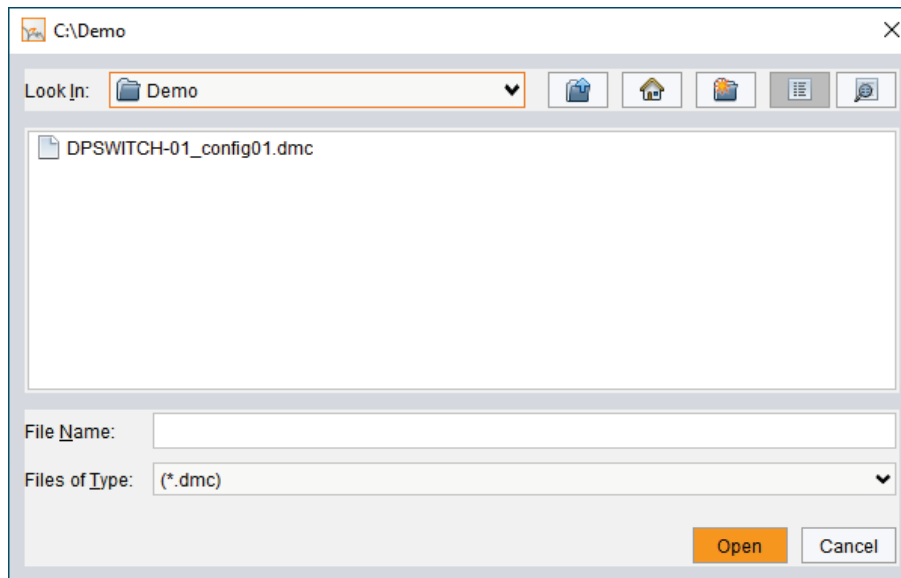 C:\Demo
Look In: Demo
DPSWITCH-01_config01.dmc
File Name:
Files of Type: (*.dmc)
Open Cancel